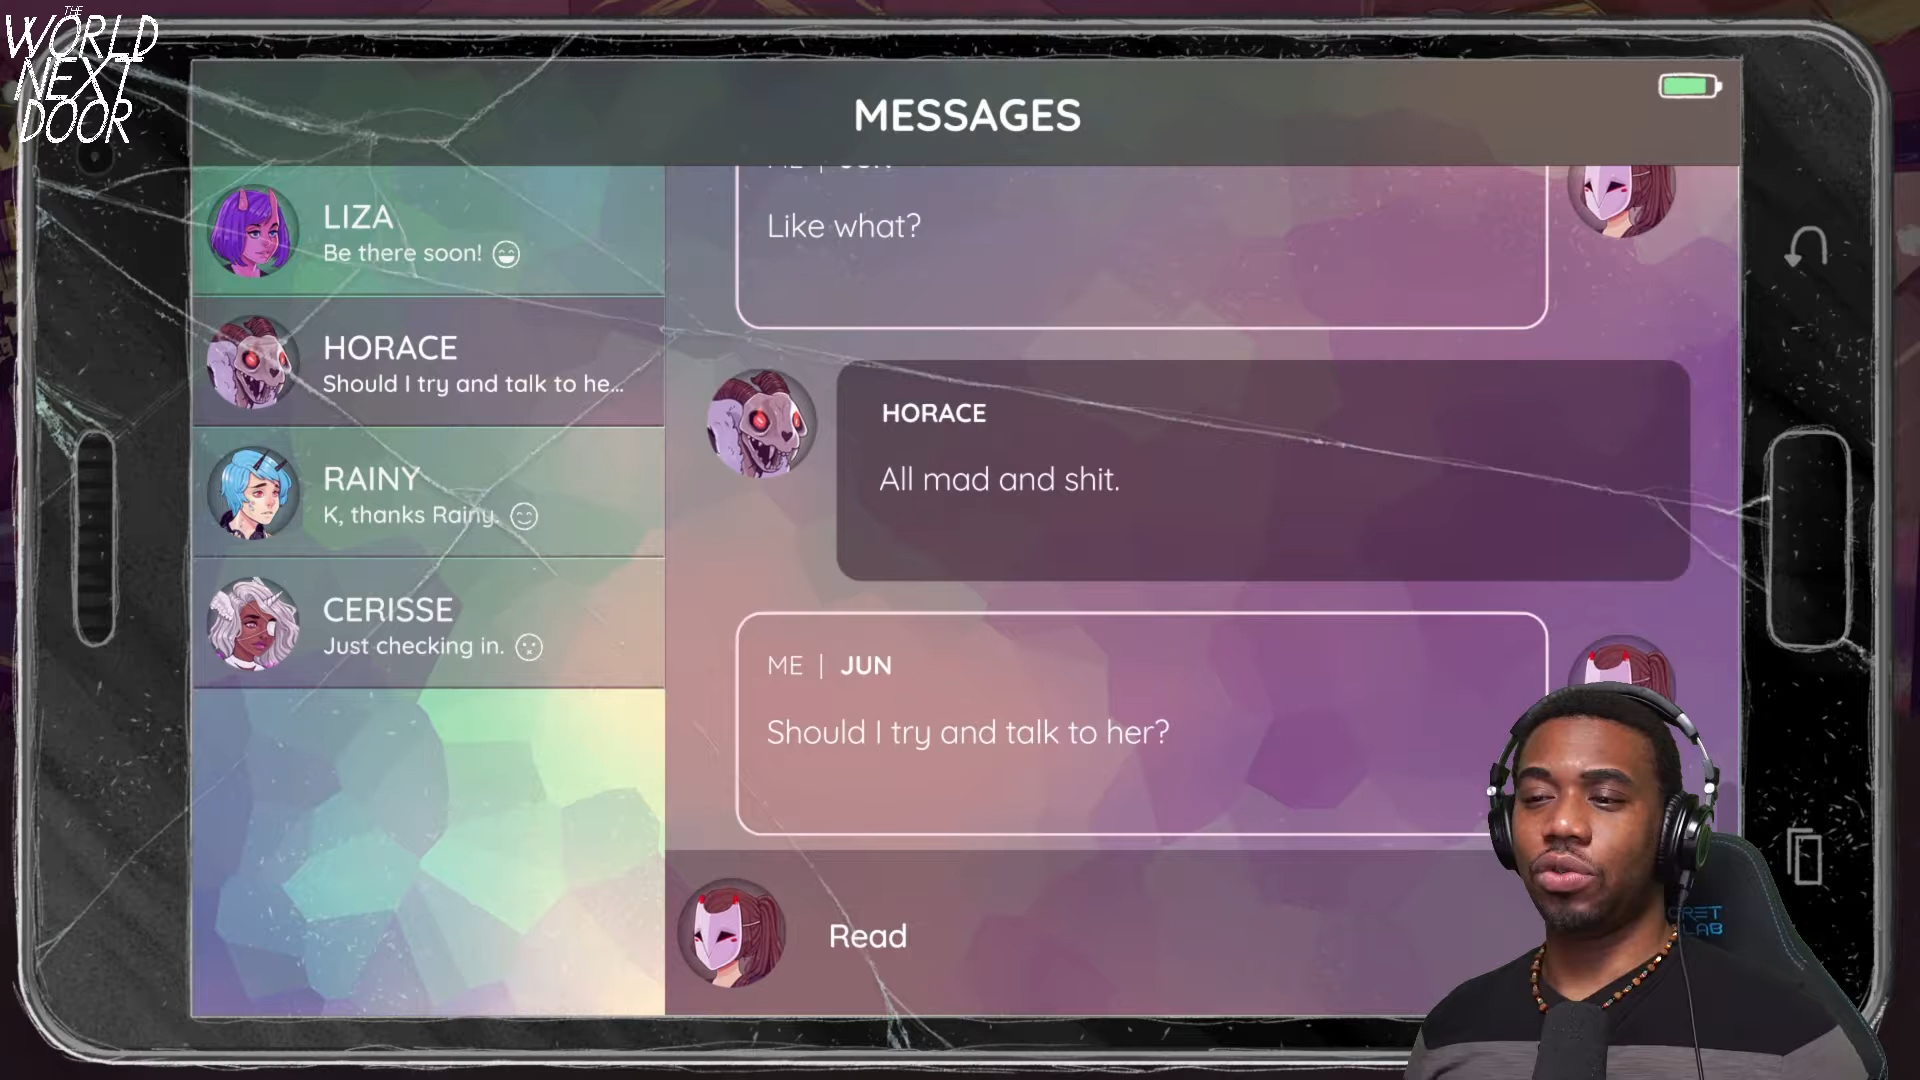 THE
WORLD
NEXT
DOOR
MESSAGES
LIZA
Be there soon!
HORACE
Should I try and talk to he...
RAINY
K, thanks Rainy.
CERISSE
Just checking in.
ME | JUN
Like what?
HORACE
All mad and shit.
ME | JUN
Should I try and talk to her?
Read